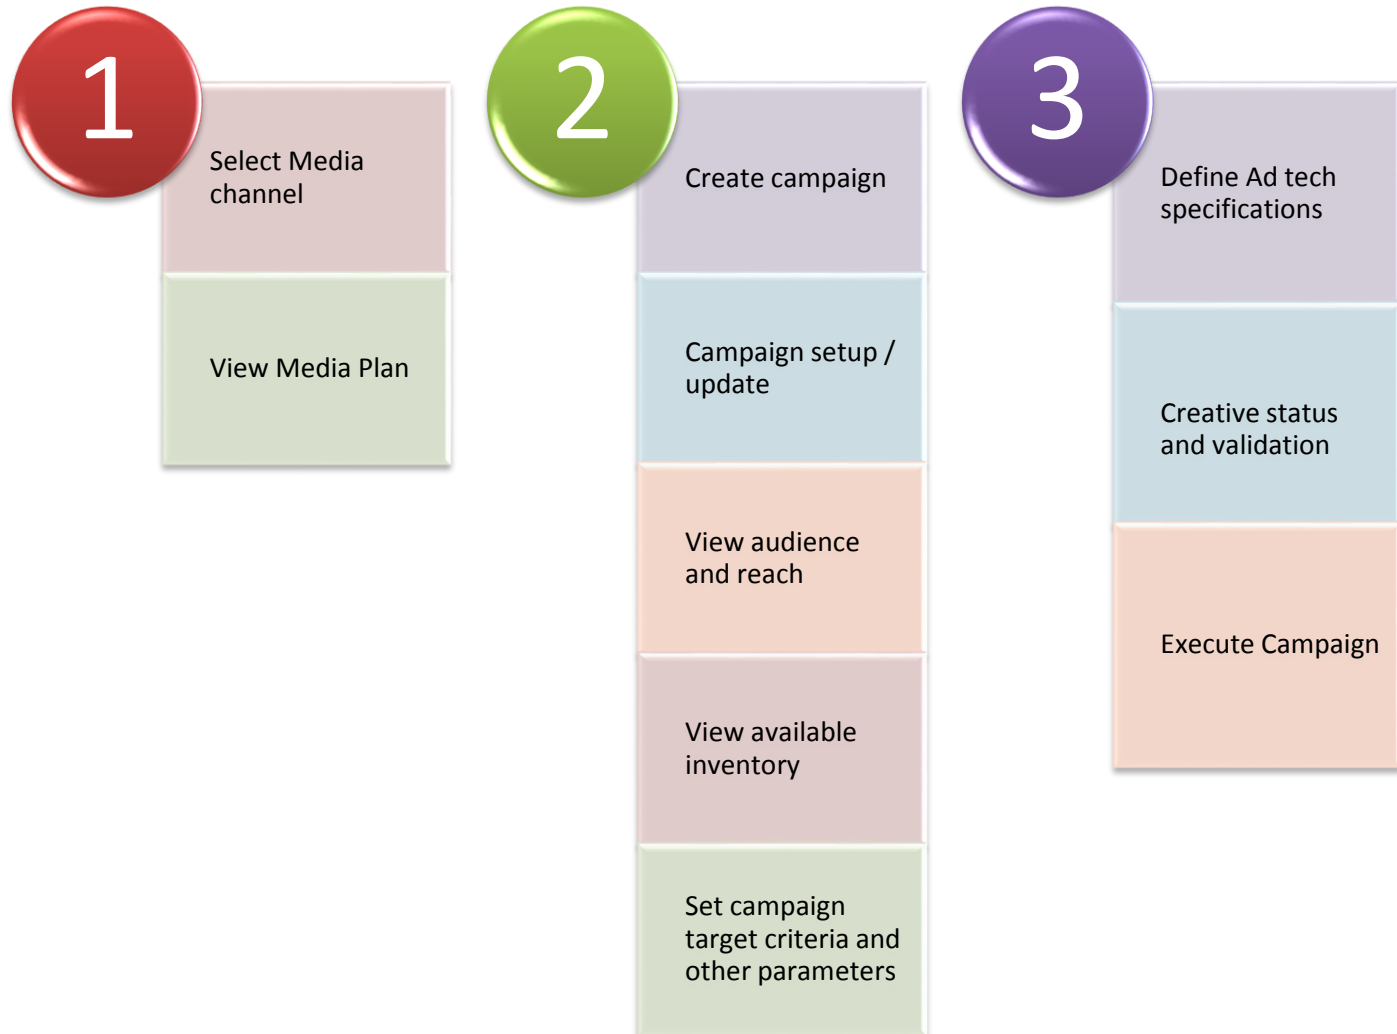 1
Select Media
channel
View Media Plan
2
Create campaign
Campaign setup /
update
View audience
and reach
View available
inventory
Set campaign
target criteria and
other parameters
3
Define Ad tech
specifications
Creative status
and validation
Execute Campaign